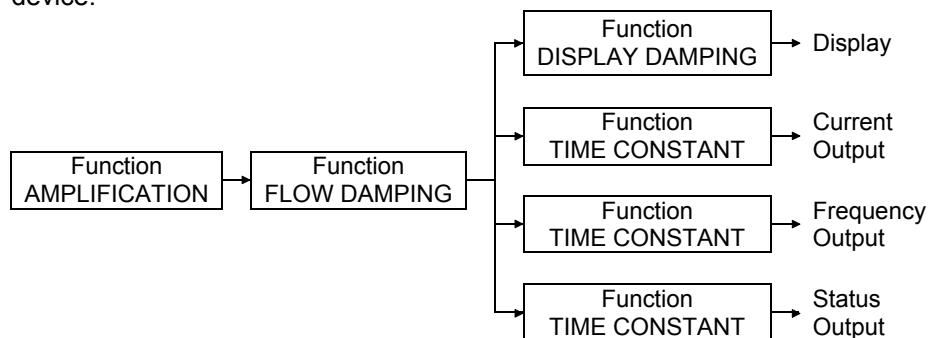 device.
Function
DISPLAY DAMPING
Display
Function
TIME CONSTANT
Current
Output
Function
AMPLIFICATION
Function
FLOW DAMPING
Function
TIME CONSTANT
Frequency
Output
Function
TIME CONSTANT
Status
Output